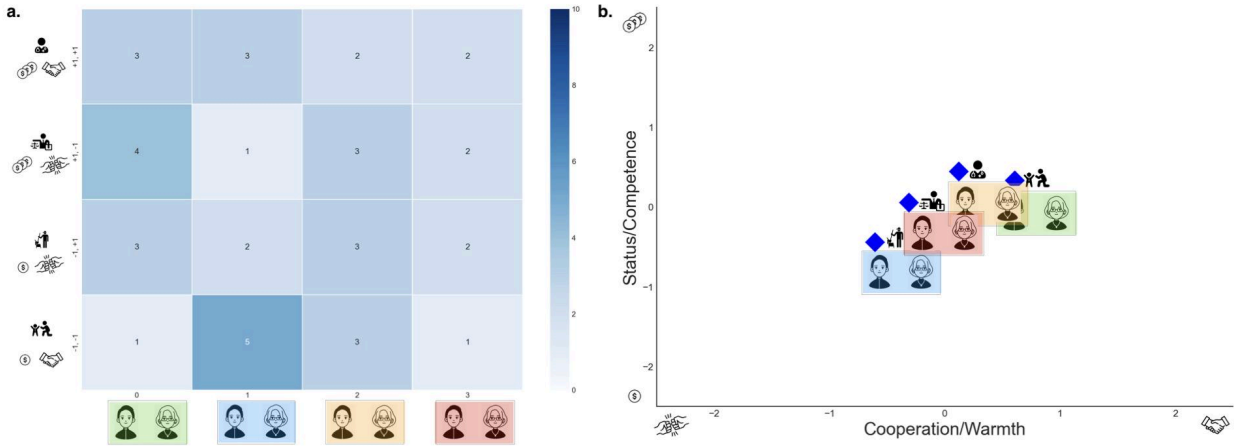 a.
+1, +1
3 3 2 2
+1, -1
4 1 3 2
-1, +1
3 2 3 2
-1, -1
1 5 3 1
0 1 2 3
10
8
6
4
2
0
b.
Status/Competence
2
1
0
−1
−2
−2 −1 0 1 2
Cooperation/Warmth